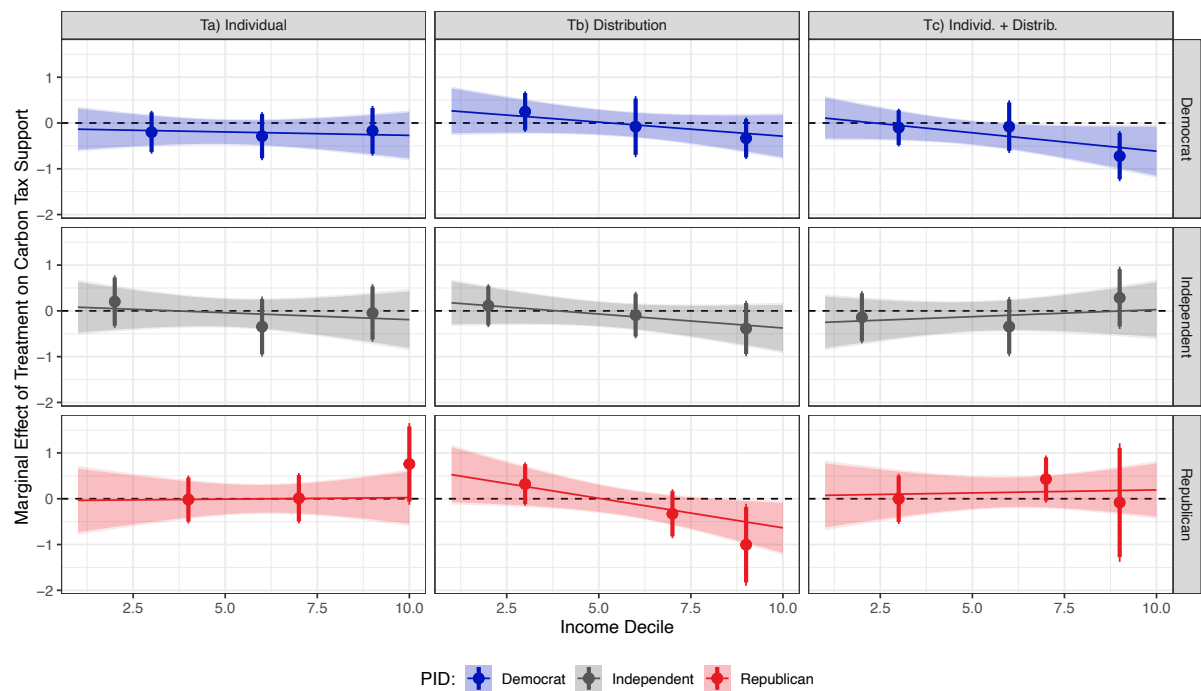 Ta) Individual
Tb) Distribution
Tc) Individ. + Distrib.
Marginal Effect of Treatment on Carbon Tax Support
1
0
−1
−2
Democrat
1
0
−1
−2
Independent
1
0
−1
−2
Republican
2.5 5.0 7.5 10.0
2.5 5.0 7.5 10.0
2.5 5.0 7.5 10.0
Income Decile
PID: Democrat Independent Republican